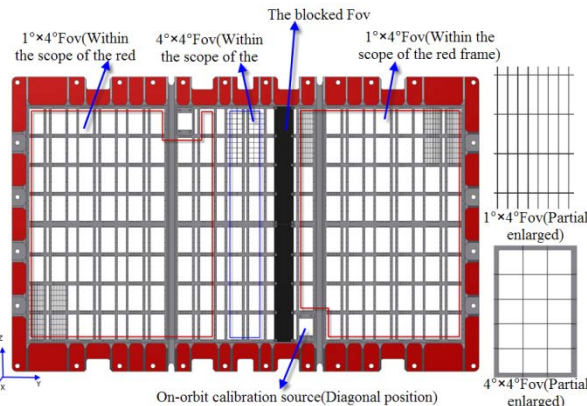 The blocked Fov
1°×4°Fov(Within
the scope of the red
4°×4°Fov(Within
the scope of the
1°×4°Fov(Within the
scope of the red frame)
1°×4°Fov(Partial
enlarged)
Z
X
Y
4°×4°Fov(Partial
enlarged)
On-orbit calibration source(Diagonal position)